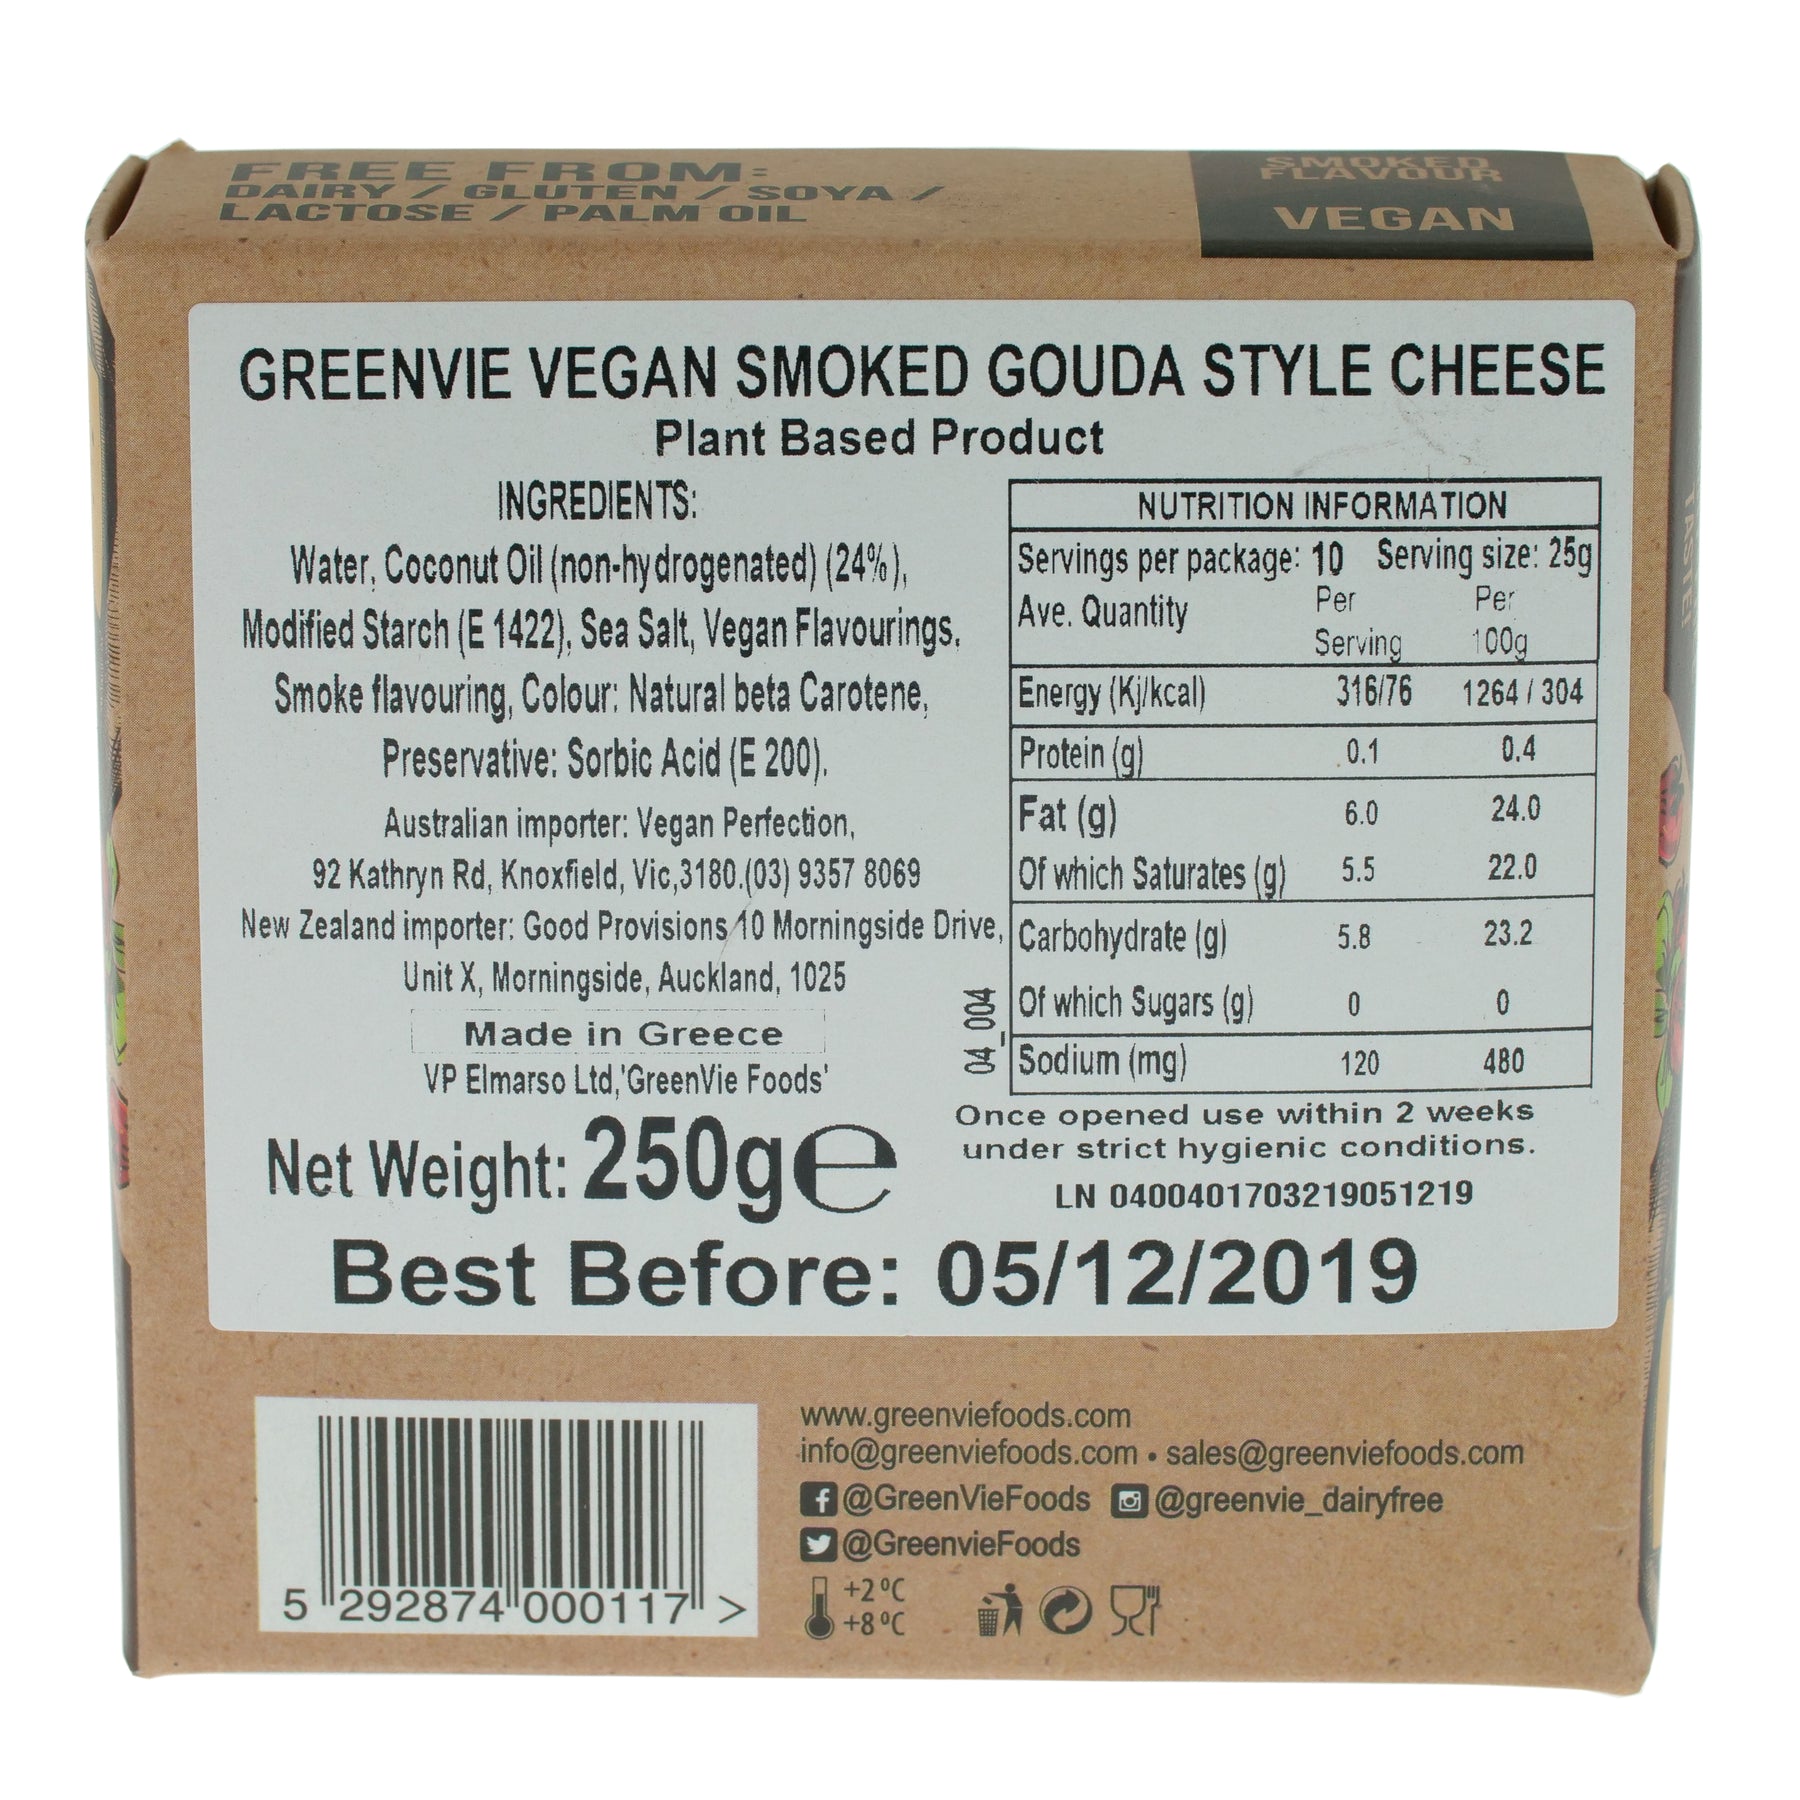 FREE FROM:
DAIRY / GLUTEN / SOYA /
LACTOSE / PALM OIL
SMOKED
FLAVOUR
VEGAN
GREENVIE VEGAN SMOKED GOUDA STYLE CHEESE
Plant Based Product
INGREDIENTS:
Water, Coconut Oil (non-hydrogenated) (24%),
Modified Starch (E 1422), Sea Salt, Vegan Flavourings,
Smoke flavouring, Colour: Natural beta Carotene,
Preservative: Sorbic Acid (E 200).
Australian importer: Vegan Perfection,
92 Kathryn Rd, Knoxfield, Vic,3180.(03) 9357 8069
New Zealand importer: Good Provisions 10 Morningside Drive,
Unit X, Morningside, Auckland, 1025
Made in Greece
VP Elmarso Ltd,'GreenVie Foods'
Net Weight: 250g e
NUTRITION INFORMATION
Servings per package: 10 Serving size: 25g
Ave. Quantity Per Serving Per 100g
Energy (Kj/kcal) 316/76 1264 / 304
Protein (g) 0.1 0.4
Fat (g) 6.0 24.0
Of which Saturates (g) 5.5 22.0
Carbohydrate (g) 5.8 23.2
Of which Sugars (g) 0 0
Sodium (mg) 120 480
04_004
Once opened use within 2 weeks
under strict hygienic conditions.
LN 0400401703219051219
Best Before: 05/12/2019
5 292874 000117 >
www.greenviefoods.com
info@greenviefoods.com • sales@greenviefoods.com
@GreenVieFoods @greenvie_dairyfree
@GreenvieFoods
+2°C
+8°C
TASTE!